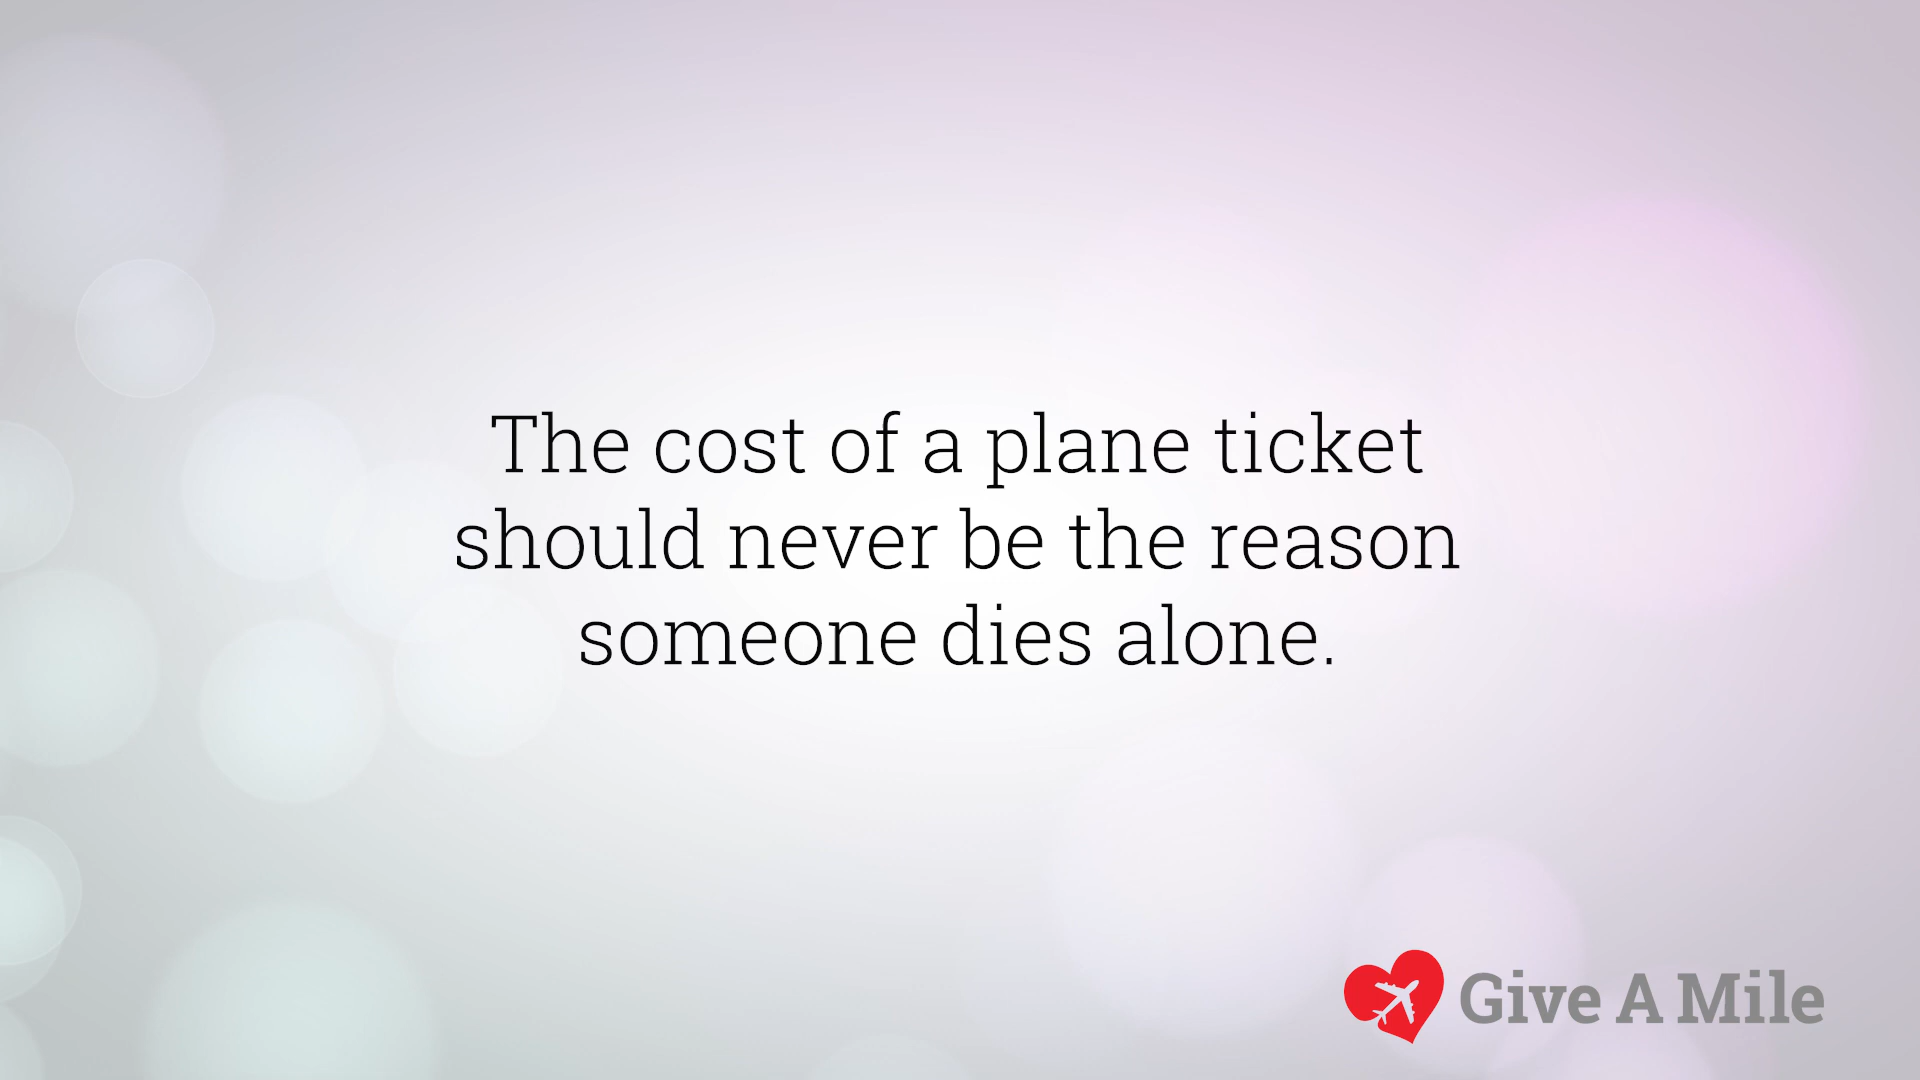 The cost of a plane ticket
should never be the reason
someone dies alone.
Give A Mile